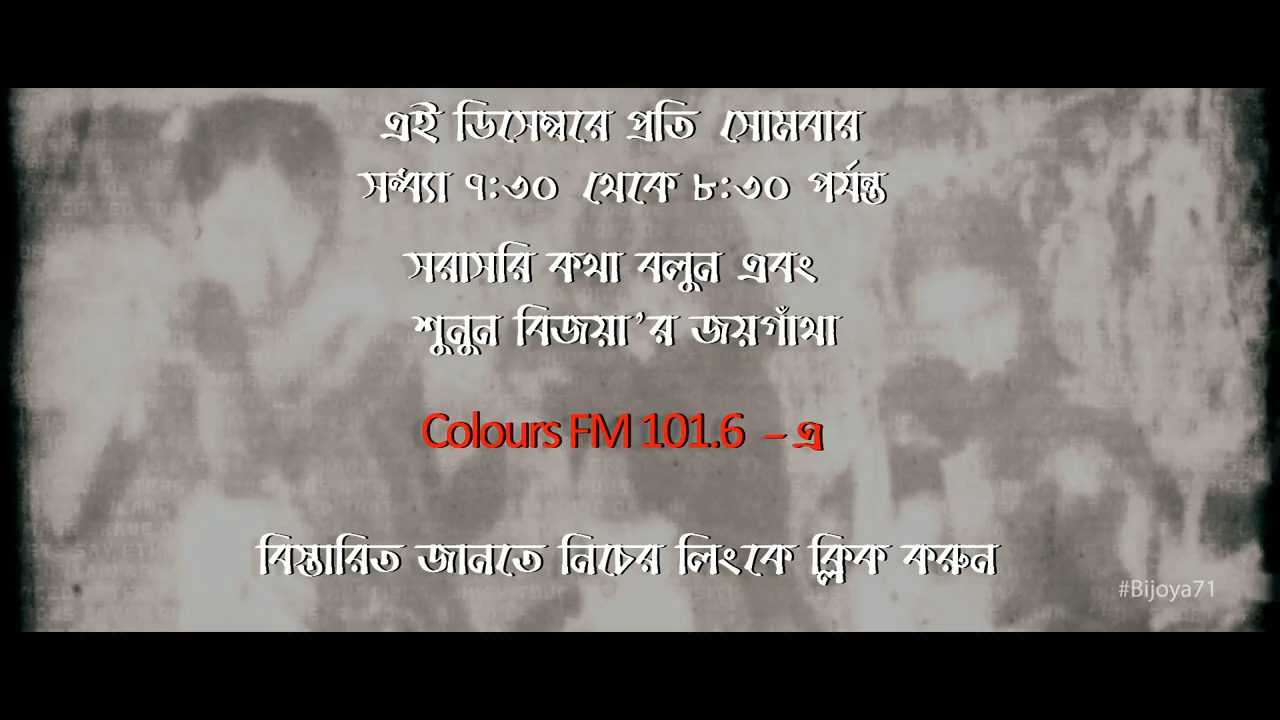 এই ডিসেম্বরে প্রতি সোমবার
সন্ধ্যা ৭:৩০ থেকে ৮:৩০ পর্যন্ত
সরাসরি কথা বলুন এবং
শুনুন বিজয়া’র জয়গাঁথা
Colours FM 101.6 – এ
বিস্তারিত জানতে নিচের লিংকে ক্লিক করুন
#Bijoya71